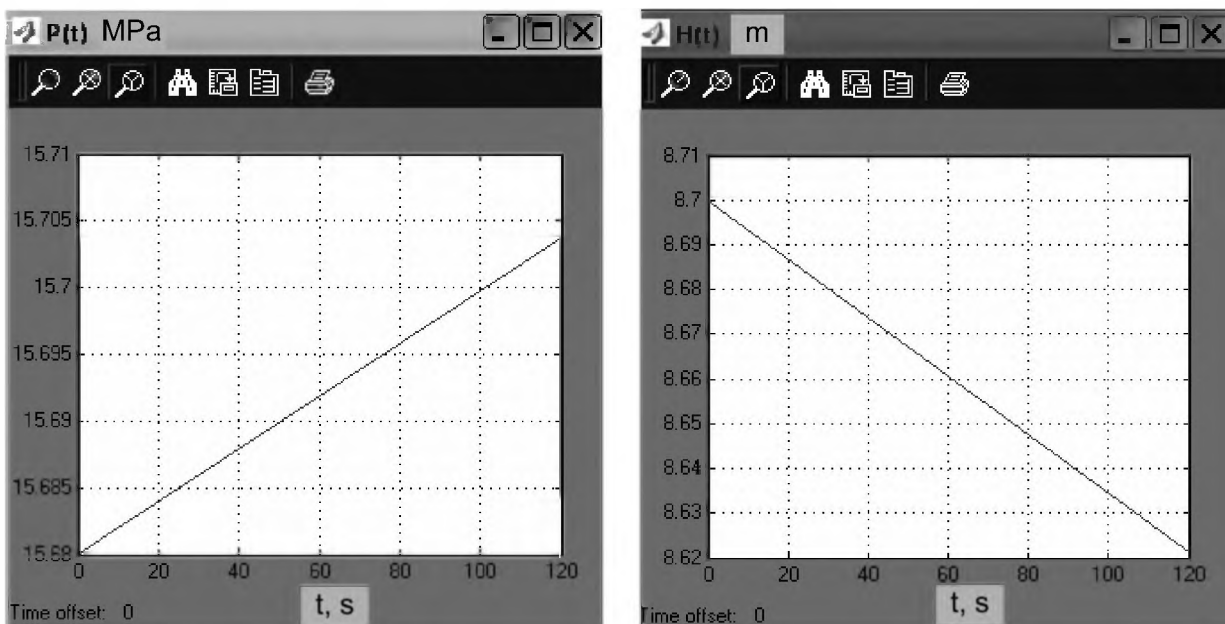 P(t) MPa
15.71
15.705
15.7
15.695
15.69
15.685
15.68
0 20 40 60 80 100 120
t, s
Time offset: 0
H(t) m
8.71
8.7
8.69
8.68
8.67
8.66
8.65
8.64
8.63
8.62
0 20 40 60 80 100 120
t, s
Time offset: 0